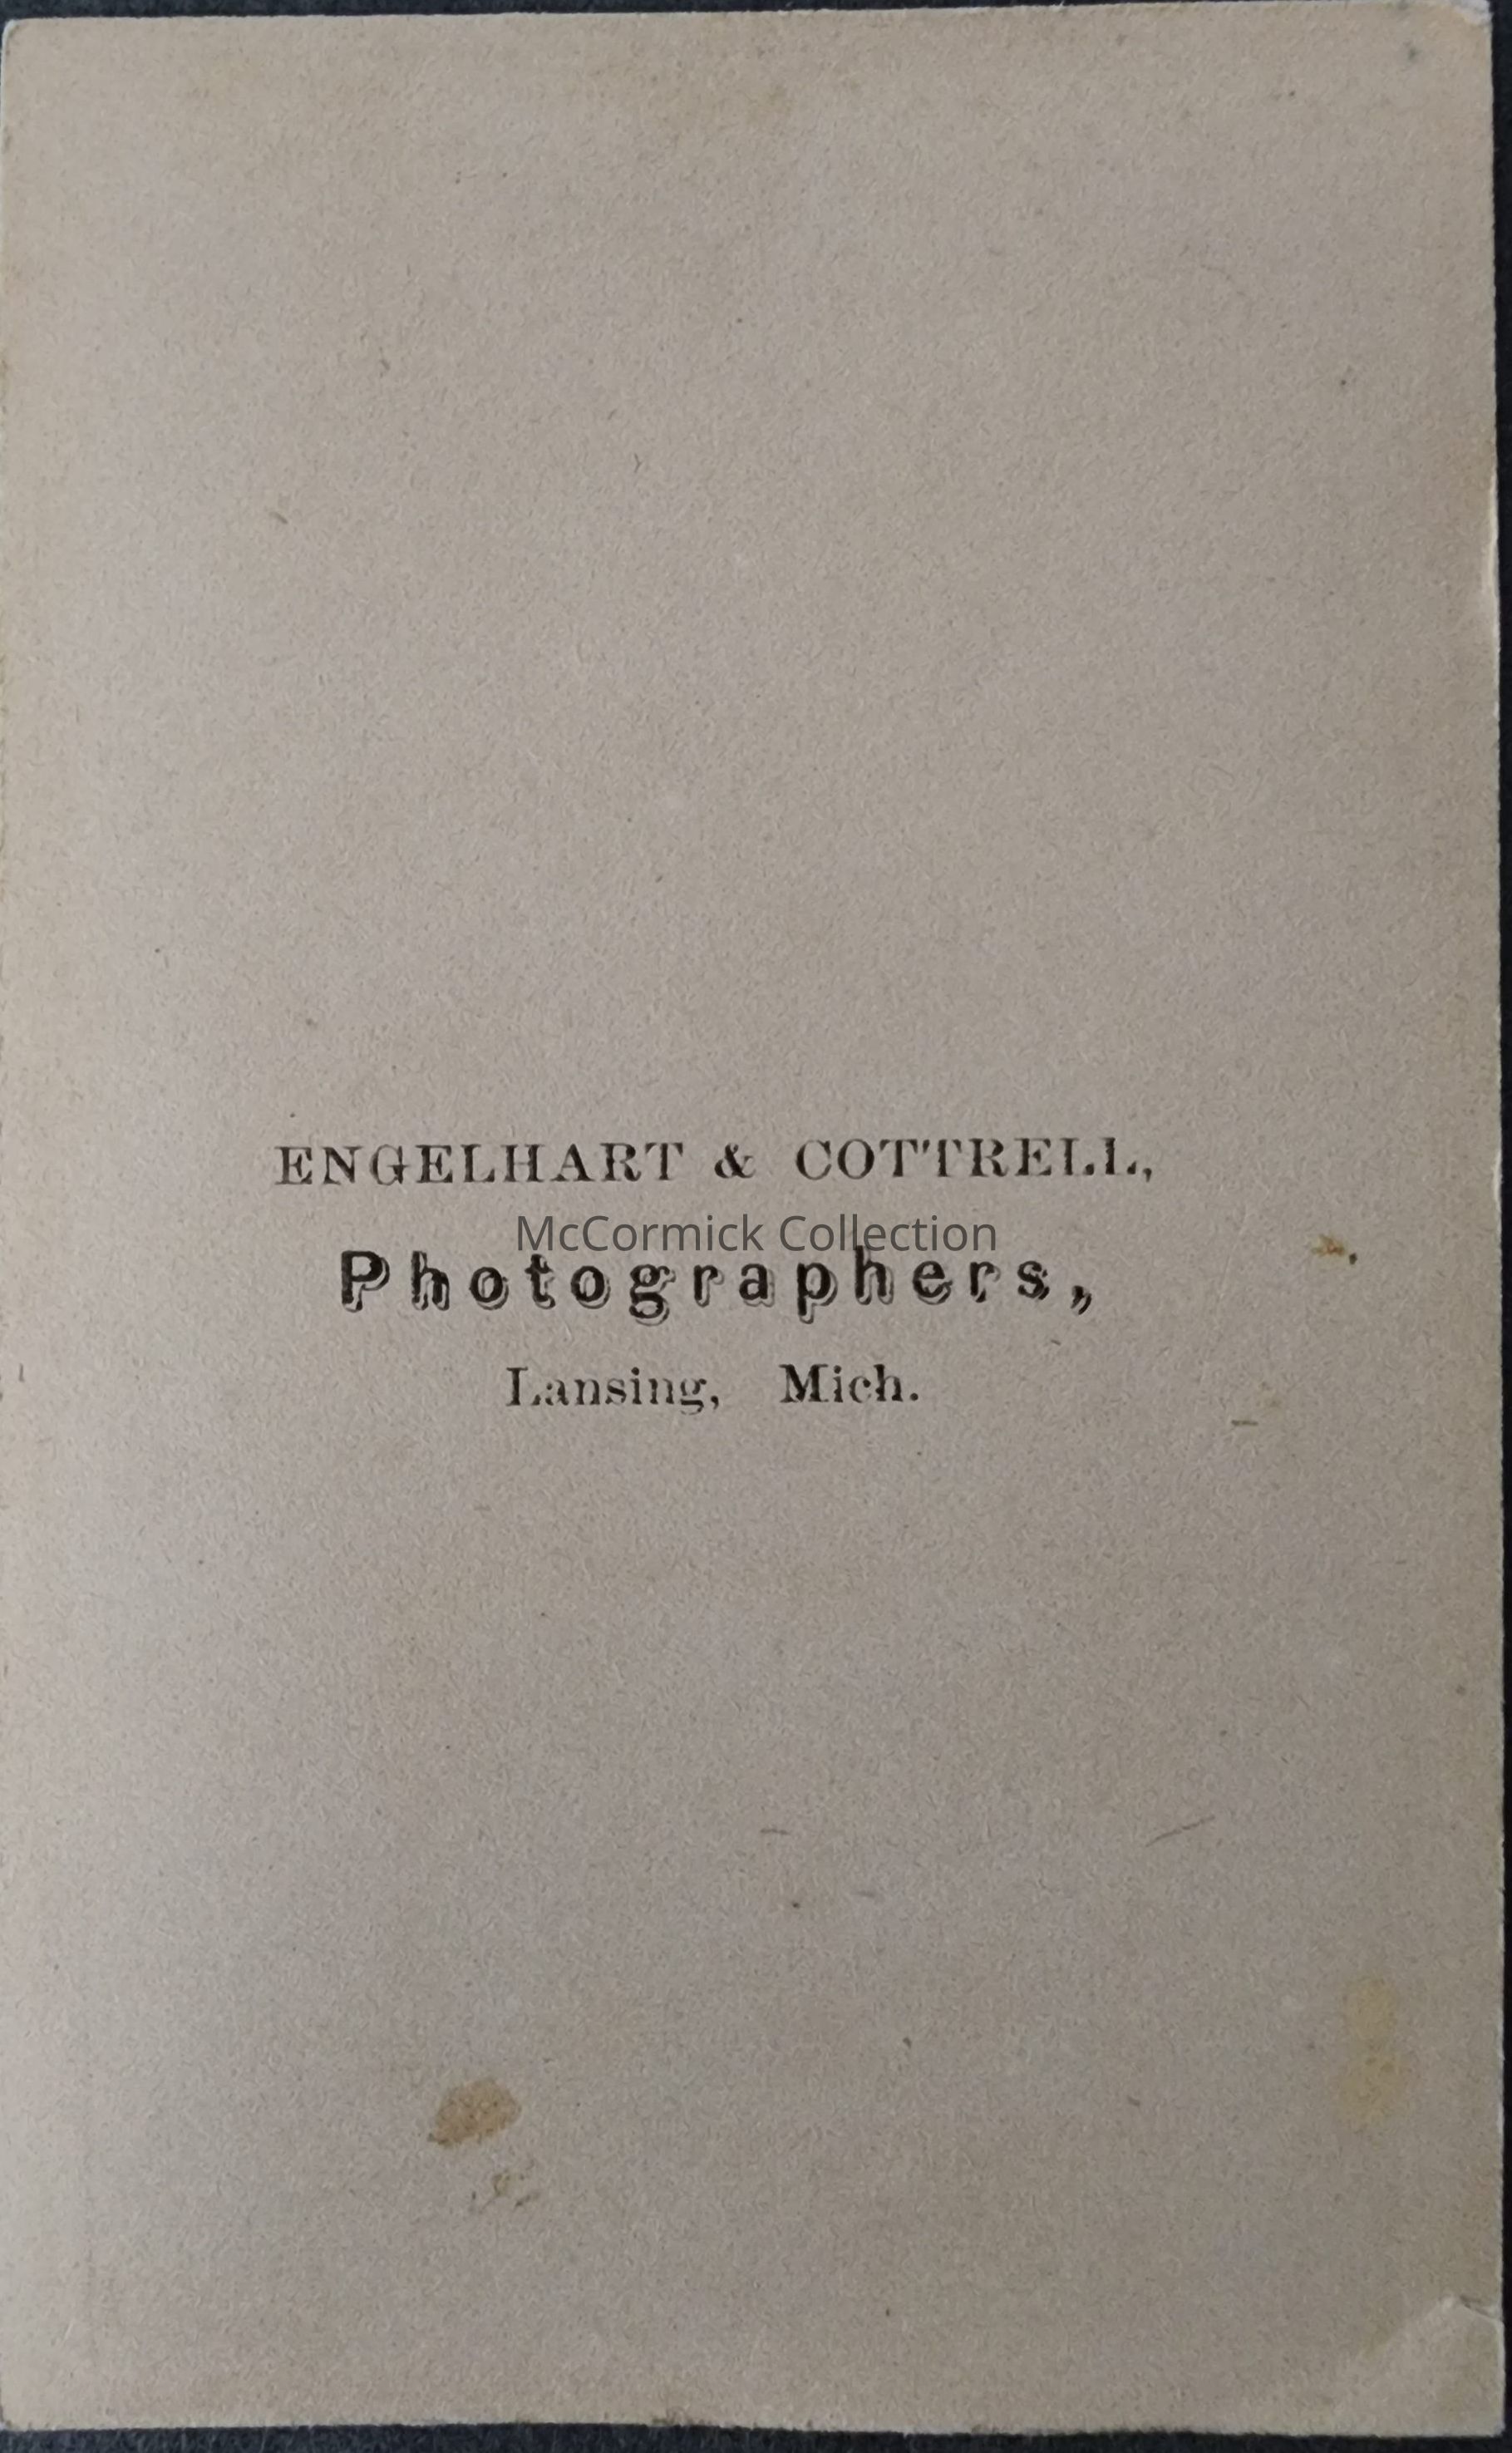 ENGELHART & COTTRELL,
McCormick Collection
Photographers,
Lansing, Mich.